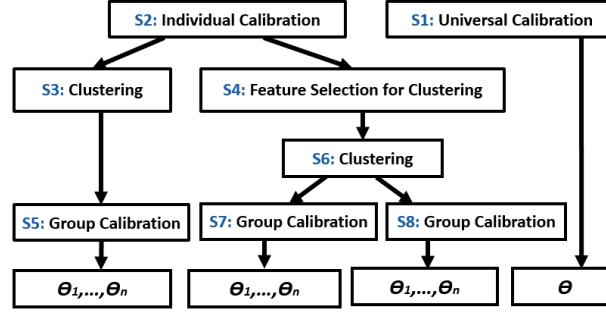 S2: Individual Calibration
S1: Universal Calibration
S3: Clustering
S4: Feature Selection for Clustering
S6: Clustering
S5: Group Calibration
S7: Group Calibration
S8: Group Calibration
ϴ1,...,ϴn
ϴ1,...,ϴn
ϴ1,...,ϴn
ϴ